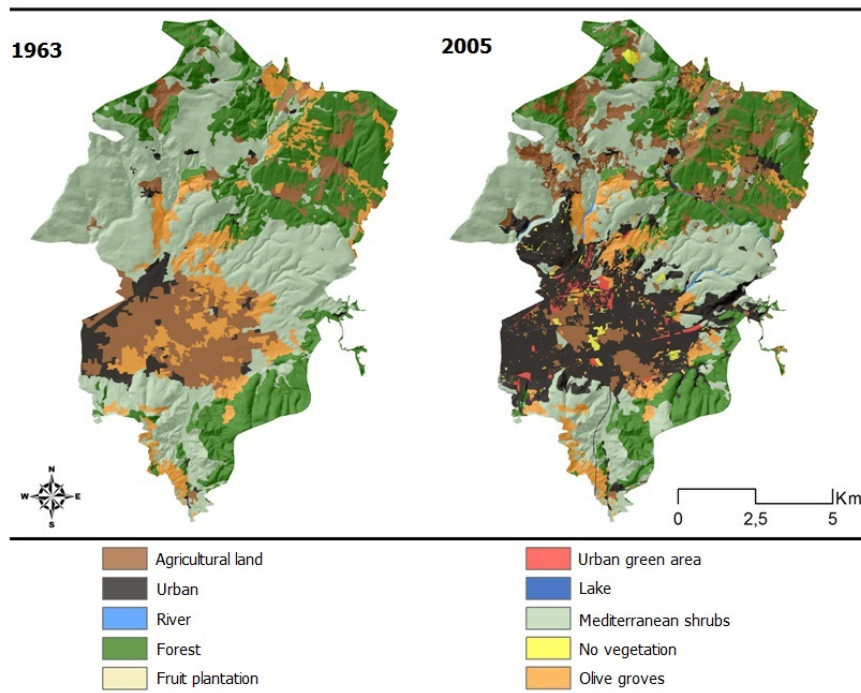 1963
2005
N
W E
S
Km
0 2,5 5
Agricultural land
Urban
River
Forest
Fruit plantation
Urban green area
Lake
Mediterranean shrubs
No vegetation
Olive groves